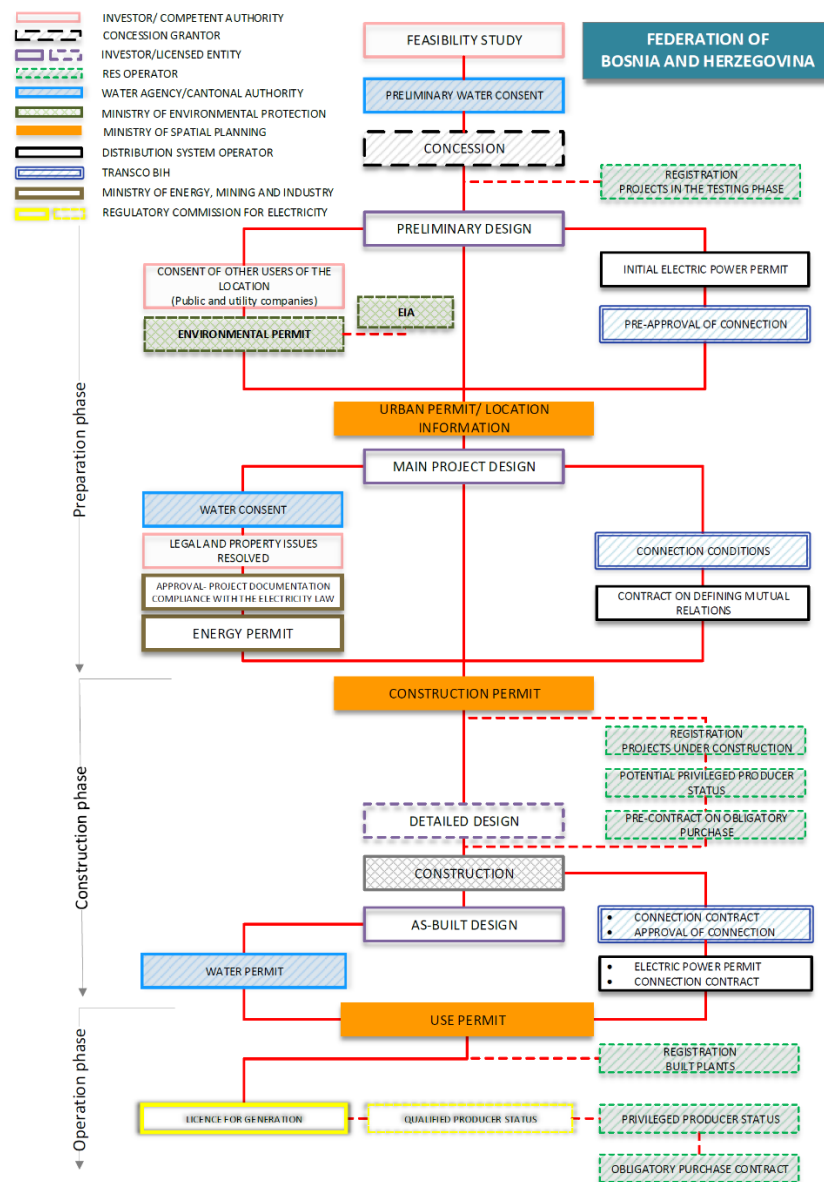 INVESTOR/ COMPETENT AUTHORITY
CONCESSION GRANTOR
INVESTOR/LICENSED ENTITY
RES OPERATOR
WATER AGENCY/CANTONAL AUTHORITY
MINISTRY OF ENVIRONMENTAL PROTECTION
MINISTRY OF SPATIAL PLANNING
DISTRIBUTION SYSTEM OPERATOR
TRANSCO BIH
MINISTRY OF ENERGY, MINING AND INDUSTRY
REGULATORY COMMISSION FOR ELECTRICITY
FEDERATION OF
BOSNIA AND HERZEGOVINA
FEASIBILITY STUDY
PRELIMINARY WATER CONSENT
CONCESSION
REGISTRATION
PROJECTS IN THE TESTING PHASE
PRELIMINARY DESIGN
CONSENT OF OTHER USERS OF THE
LOCATION
(Public and utility companies)
INITIAL ELECTRIC POWER PERMIT
EIA
ENVIRONMENTAL PERMIT
PRE-APPROVAL OF CONNECTION
Preparation phase
URBAN PERMIT/ LOCATION
INFORMATION
MAIN PROJECT DESIGN
WATER CONSENT
LEGAL AND PROPERTY ISSUES
RESOLVED
CONNECTION CONDITIONS
APPROVAL- PROJECT DOCUMENTATION
COMPLIANCE WITH THE ELECTRICITY LAW
CONTRACT ON DEFINING MUTUAL
RELATIONS
ENERGY PERMIT
CONSTRUCTION PERMIT
Construction phase
REGISTRATION
PROJECTS UNDER CONSTRUCTION
POTENTIAL PRIVILEGED PRODUCER
STATUS
PRE-CONTRACT ON OBLIGATORY
PURCHASE
DETAILED DESIGN
CONSTRUCTION
AS-BUILT DESIGN
• CONNECTION CONTRACT
• APPROVAL OF CONNECTION
WATER PERMIT
• ELECTRIC POWER PERMIT
• CONNECTION CONTRACT
USE PERMIT
Operation phase
REGISTRATION
BUILT PLANTS
LICENCE FOR GENERATION
QUALIFIED PRODUCER STATUS
PRIVILEGED PRODUCER STATUS
OBLIGATORY PURCHASE CONTRACT